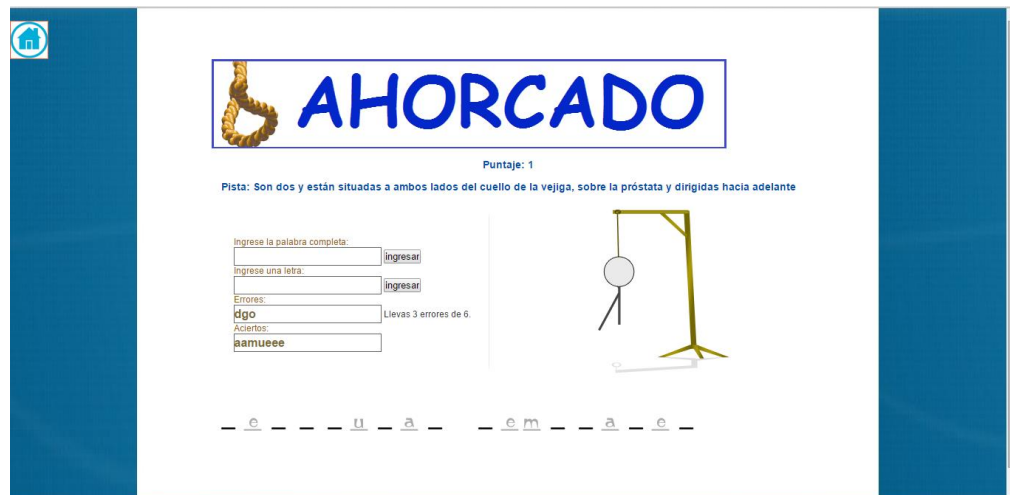 AHORCADO
Puntaje: 1
Pista: Son dos y están situadas a ambos lados del cuello de la vejiga, sobre la próstata y dirigidas hacia adelante
Ingrese la palabra completa:
ingresar
Ingrese una letra:
ingresar
Errores:
dgo Llevas 3 errores de 6.
Aciertos:
aamueee
_ e _ _ _ u _ a _ _ e m _ _ a _ e _